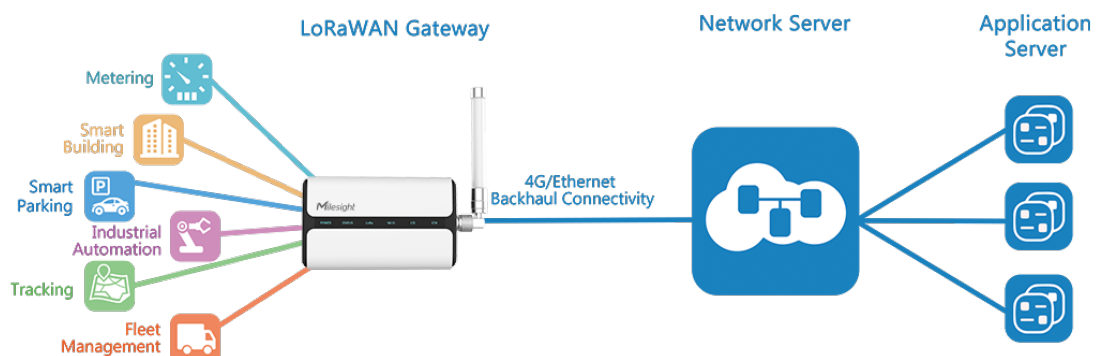 LoRaWAN Gateway
Network Server
Application
Server
Metering
Smart
Building
Smart
Parking
P
Industrial
Automation
Tracking
Fleet
Management
Milesight
4G/Ethernet
Backhaul Connectivity